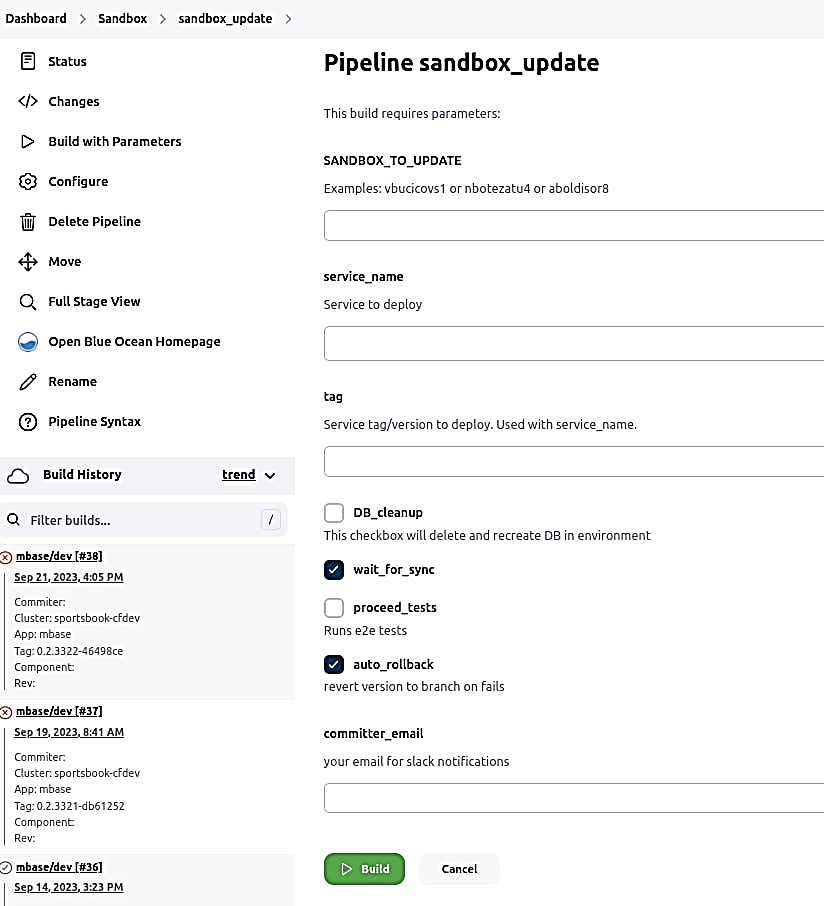 Dashboard > Sandbox > sandbox_update >
Status
Changes
Build with Parameters
Configure
Delete Pipeline
Move
Full Stage View
Open Blue Ocean Homepage
Rename
Pipeline Syntax
Build History trend
Filter builds... /
mbase/dev [#38]
Sep 21, 2023, 4:05 PM
Commiter:
Cluster: sportsbook-cfdev
App: mbase
Tag: 0.2.3322-46498ce
Component:
Rev:
mbase/dev [#37]
Sep 19, 2023, 8:41 AM
Commiter:
Cluster: sportsbook-cfdev
App: mbase
Tag: 0.2.3321-db61252
Component:
Rev:
mbase/dev [#36]
Sep 14, 2023, 3:23 PM
Pipeline sandbox_update
This build requires parameters:
SANDBOX_TO_UPDATE
Examples: vbucicovs1 or nbotezatu4 or aboldisor8
service_name
Service to deploy
tag
Service tag/version to deploy. Used with service_name.
DB_cleanup
This checkbox will delete and recreate DB in environment
wait_for_sync
proceed_tests
Runs e2e tests
auto_rollback
revert version to branch on fails
committer_email
your email for slack notifications
Build Cancel